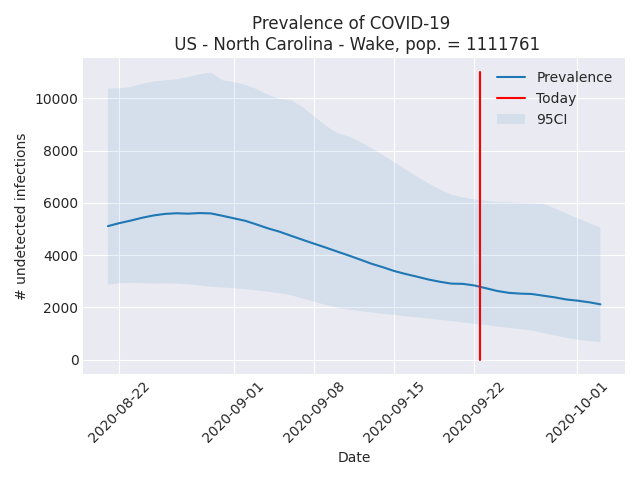 Prevalence of COVID-19
US - North Carolina - Wake, pop. = 1111761
Prevalence
Today
95CI
# undetected infections
10000
8000
6000
4000
2000
0
2020-08-22
2020-09-01
2020-09-08
2020-09-15
2020-09-22
2020-10-01
Date